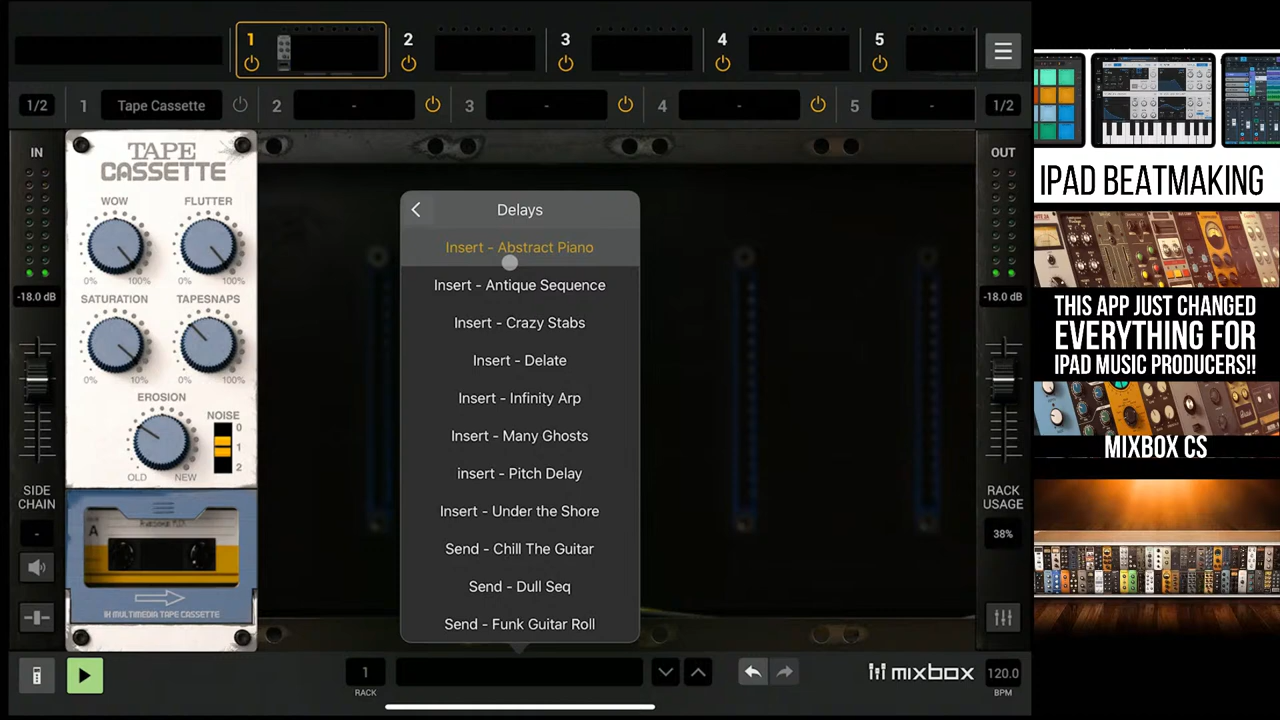 1
2
3
4
5
1/2
1
Tape Cassette
2
-
3
-
4
-
5
-
1/2
IN
-18.0 dB
SIDE
CHAIN
-
TAPE
CASSETTE
WOW
FLUTTER
0%
100%
0%
100%
SATURATION
TAPESNAPS
0%
10%
0%
100%
EROSION
NOISE
0
1
2
OLD
NEW
A
IK MULTIMEDIA TAPE CASSETTE
Delays
Insert - Abstract Piano
Insert - Antique Sequence
Insert - Crazy Stabs
Insert - Delate
Insert - Infinity Arp
Insert - Many Ghosts
insert - Pitch Delay
Insert - Under the Shore
Send - Chill The Guitar
Send - Dull Seq
Send - Funk Guitar Roll
OUT
-18.0 dB
RACK
USAGE
38%
1
RACK
mixbox
120.0
BPM
IPAD BEATMAKING
THIS APP JUST CHANGED
EVERYTHING FOR
IPAD MUSIC PRODUCERS!!
MIXBOX CS